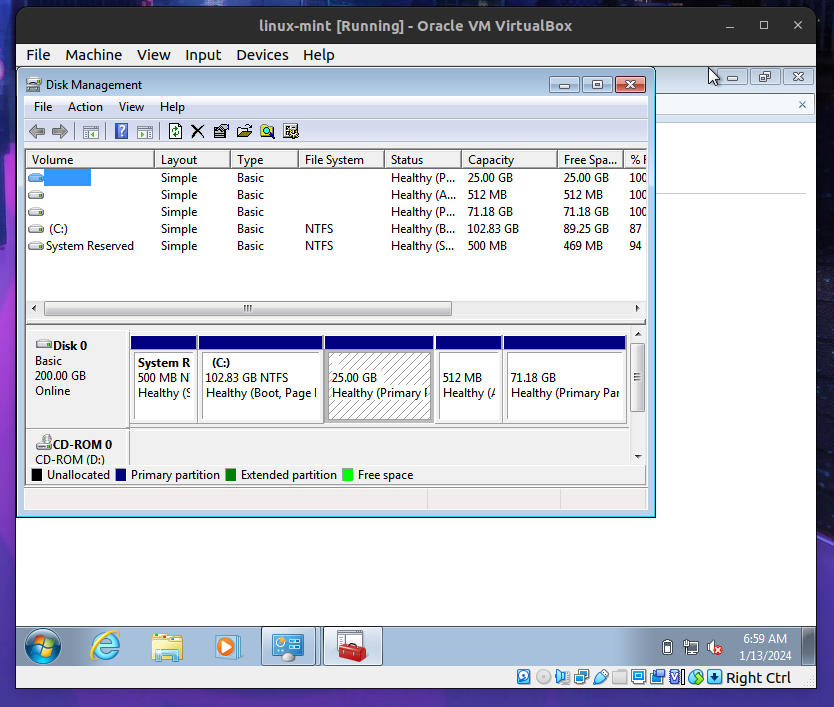 linux-mint [Running] - Oracle VM VirtualBox
File Machine View Input Devices Help
Disk Management
File Action View Help
Volume Layout Type File System Status Capacity Free Spa... % F
Simple Basic Healthy (P... 25.00 GB 25.00 GB 100
Simple Basic Healthy (A... 512 MB 512 MB 100
Simple Basic Healthy (P... 71.18 GB 71.18 GB 100
(C:) Simple Basic NTFS Healthy (B... 102.83 GB 89.25 GB 87
System Reserved Simple Basic NTFS Healthy (S... 500 MB 469 MB 94
Disk 0
Basic
200.00 GB
Online
System R
500 MB N
Healthy (S
(C:)
102.83 GB NTFS
Healthy (Boot, Page
25.00 GB
Healthy (Primary
512 MB
Healthy (A
71.18 GB
Healthy (Primary Par
CD-ROM 0
CD-ROM (D:)
Unallocated Primary partition Extended partition Free space
6:59 AM
1/13/2024
Right Ctrl